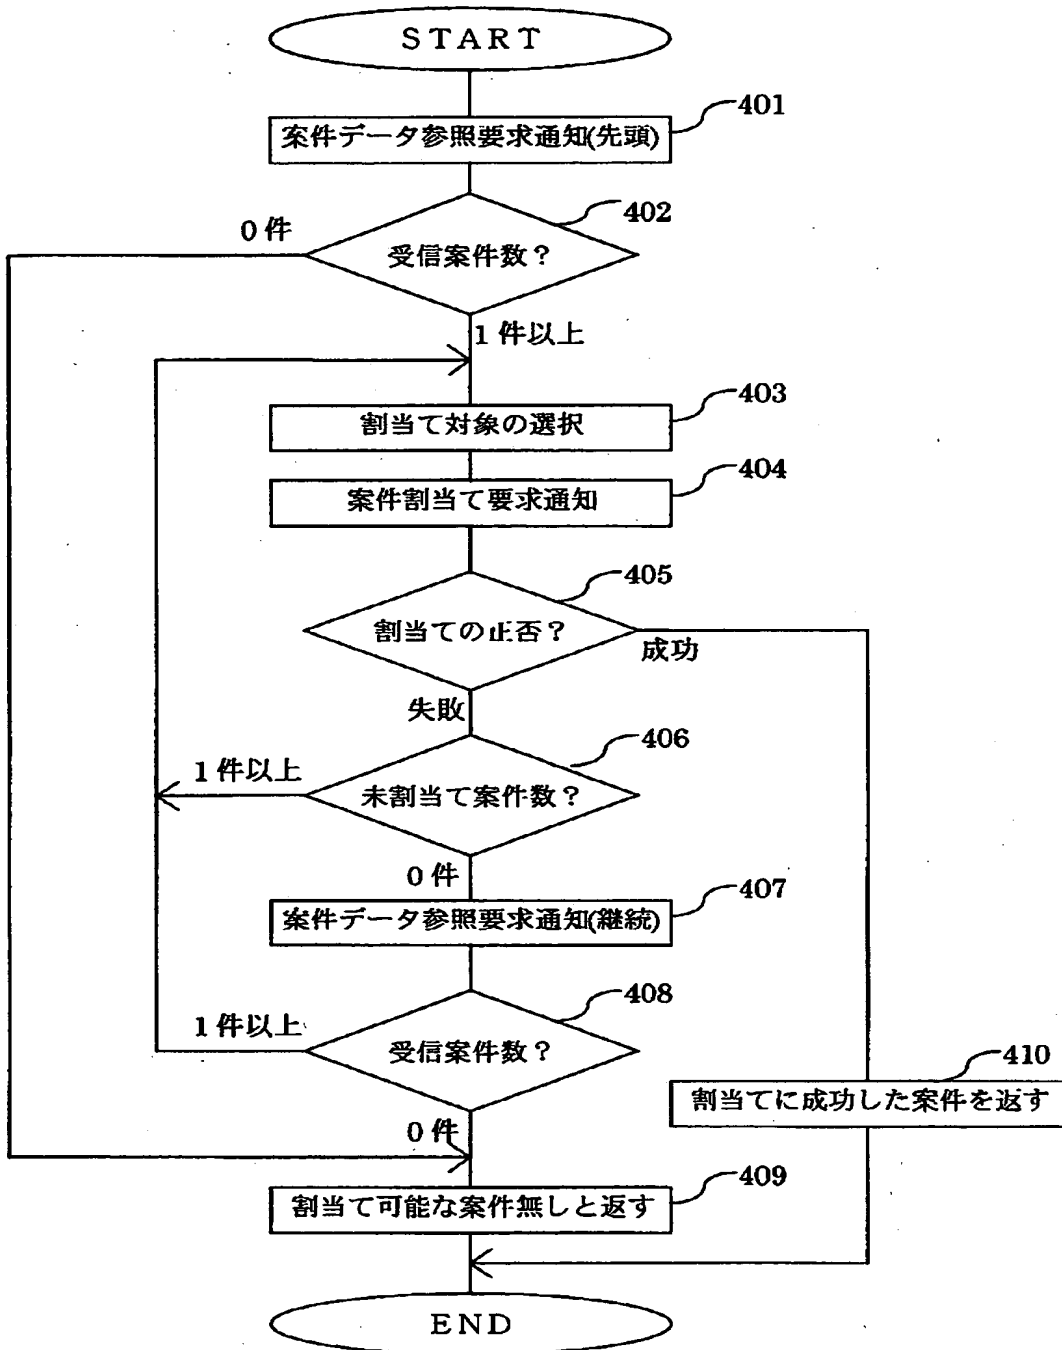 START
401
案件データ参照要求通知(先頭)
402
0件
受信案件数?
1件以上
403
割当て対象の選択
404
案件割当て要求通知
405
割当ての正否?
成功
失敗
406
1件以上
未割当て案件数?
0件
407
案件データ参照要求通知(継続)
408
1件以上
受信案件数?
410
割当てに成功した案件を返す
0件
409
割当て可能な案件無しと返す
END